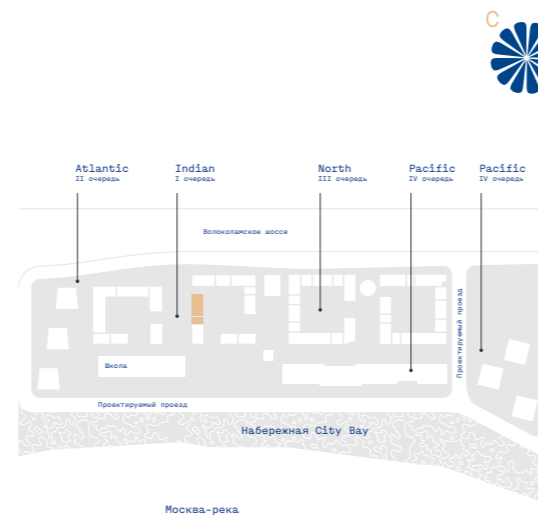 С
Atlantic
II очередь
Indian
I очередь
North
III очередь
Pacific
IV очередь
Pacific
IV очередь
Волоколамское шоссе
Проектируемый проезд
Школа
Проектируемый проезд
Набережная City Bay
Москва-река